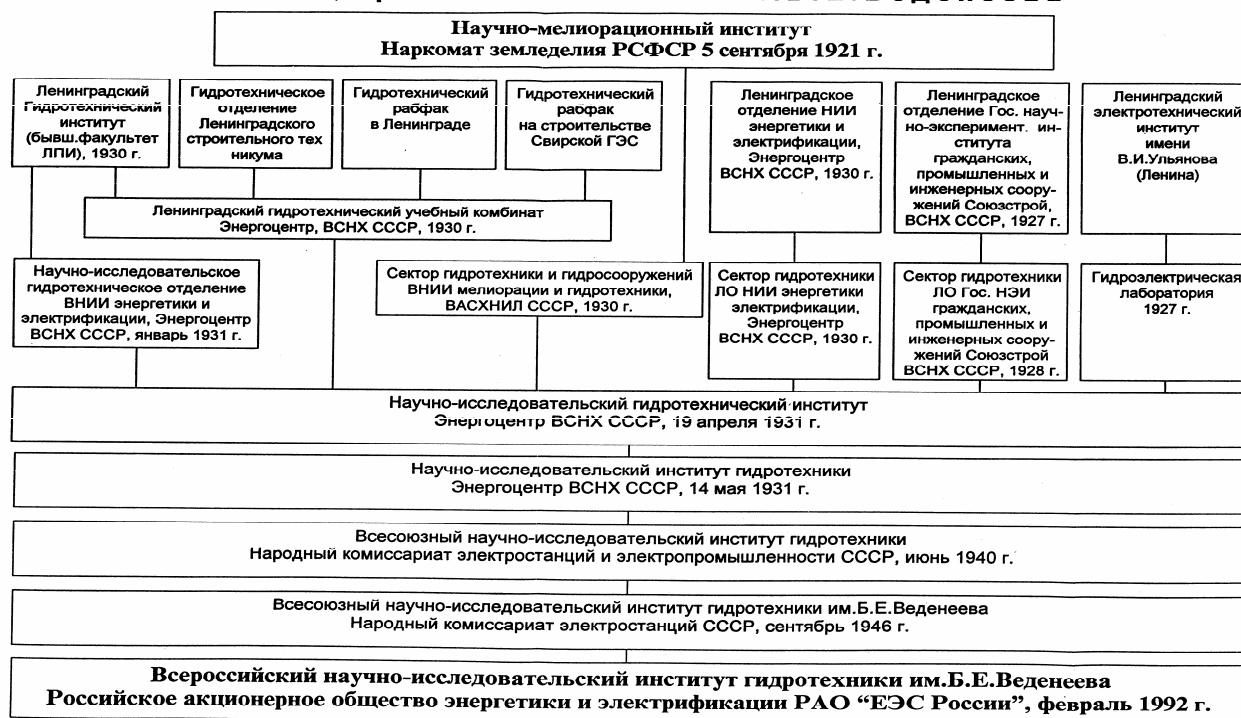 Научно-мелиорационный институт
Наркомат земледелия РСФСР 5 сентября 1921 г.
Ленинградский
Гидротехнический
институт
(бывш.факультет
ЛПИ), 1930 г.
Гидротехническое
отделение
Ленинградского
строительного тех
никума
Гидротехнический
рабфак
в Ленинграде
Гидротехнический
рабфак
на строительстве
Свирской ГЭС
Ленинградское
отделение НИИ
энергетики и
электрификации,
Энергоцентр
ВСНХ СССР, 1930 г.
Ленинградское
отделение Гос. науч-
но-эксперимент. ин-
ститута
гражданских,
промышленных и
инженерных соору-
жений Союзстрой,
ВСНХ СССР, 1927 г.
Ленинградский
электротехнический
институт
имени
В.И.Ульянова
(Ленина)
Ленинградский гидротехнический учебный комбинат
Энергоцентр, ВСНХ СССР, 1930 г.
Научно-исследовательское
гидротехническое отделение
ВНИИ энергетики и
электрификации, Энергоцентр
ВСНХ СССР, январь 1931 г.
Сектор гидротехники и гидросооружений
ВНИИ мелиорации и гидротехники,
ВАСХНИЛ СССР, 1930 г.
Сектор гидротехники
ЛО НИИ энергетики
электрификации,
Энергоцентр
ВСНХ СССР, 1930 г.
Сектор гидротехники
ЛО Гос. НЭИ
гражданских,
промышленных и
инженерных соору-
жений Союзстрой
ВСНХ СССР, 1928 г.
Гидроэлектрическая
лаборатория
1927 г.
Научно-исследовательский гидротехнический институт
Энергоцентр ВСНХ СССР, 19 апреля 1931 г.
Научно-исследовательский институт гидротехники
Энергоцентр ВСНХ СССР, 14 мая 1931 г.
Всесоюзный научно-исследовательский институт гидротехники
Народный комиссариат электростанций и электропромышленности СССР, июнь 1940 г.
Всесоюзный научно-исследовательский институт гидротехники им.Б.Е.Веденеева
Народный комиссариат электростанций СССР, сентябрь 1946 г.
Всероссийский научно-исследовательский институт гидротехники им.Б.Е.Веденеева
Российское акционерное общество энергетики и электрификации РАО “ЕЭС России”, февраль 1992 г.